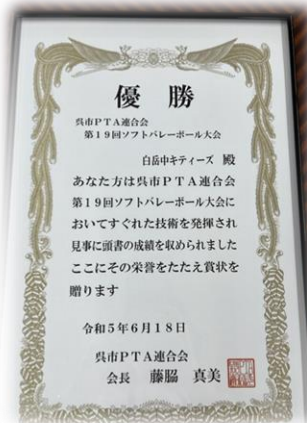 優勝
呉市PTA連合会
第19回ソフトバレーボール大会
白岳中キティーズ 殿
あなた方は呉市PTA連合会
第19回ソフトバレーボール大会に
おいてすぐれた技術を発揮され
見事に頭書の成績を収められました
ここにその栄誉をたたえ賞状を
贈ります
令和5年6月18日
呉市PTA連合会
会長 藤脇 真美